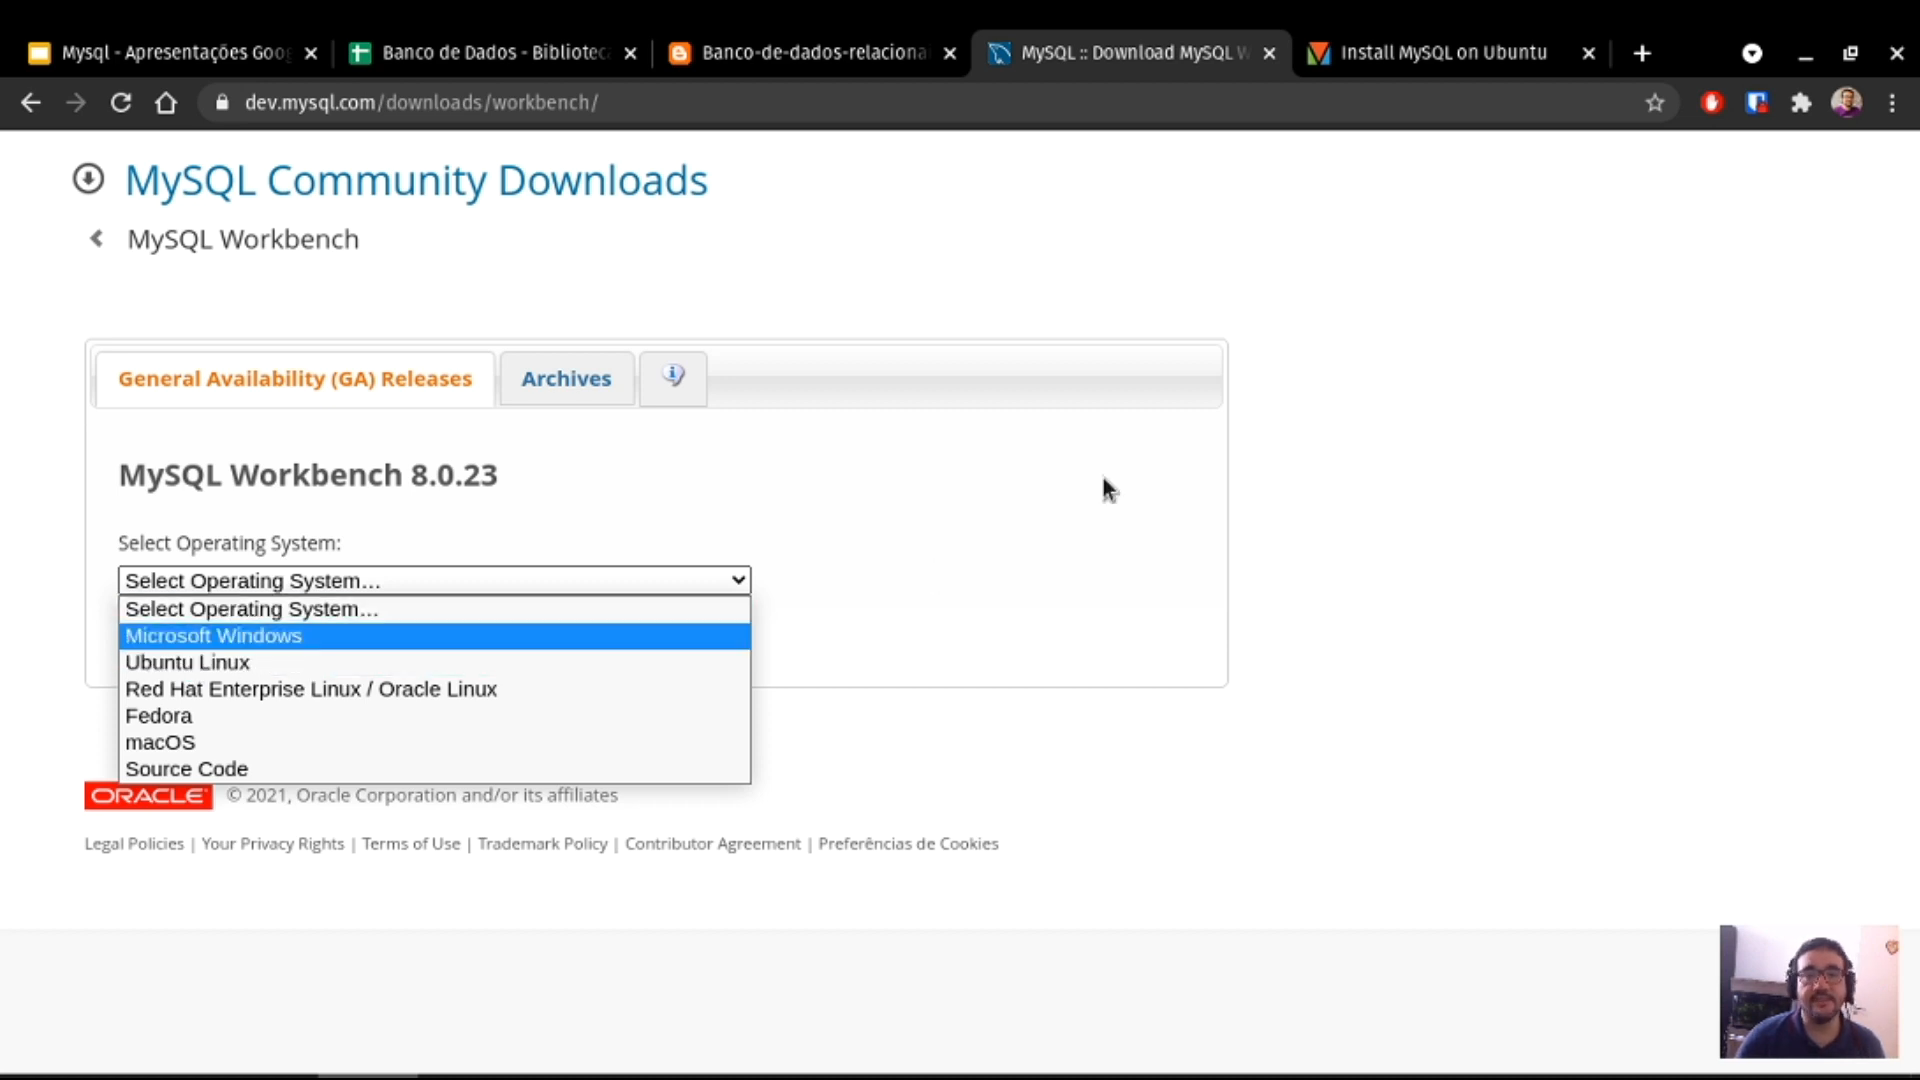 Mysql - Apresentações Goog
Banco de Dados - Bibliotec
Banco-de-dados-relaciona
MySQL :: Download MySQL W
Install MySQL on Ubuntu
dev.mysql.com/downloads/workbench/
MySQL Community Downloads
MySQL Workbench
General Availability (GA) Releases
Archives
MySQL Workbench 8.0.23
Select Operating System:
Select Operating System…
Select Operating System…
Microsoft Windows
Ubuntu Linux
Red Hat Enterprise Linux / Oracle Linux
Fedora
macOS
Source Code
ORACLE © 2021, Oracle Corporation and/or its affiliates
Legal Policies | Your Privacy Rights | Terms of Use | Trademark Policy | Contributor Agreement | Preferências de Cookies